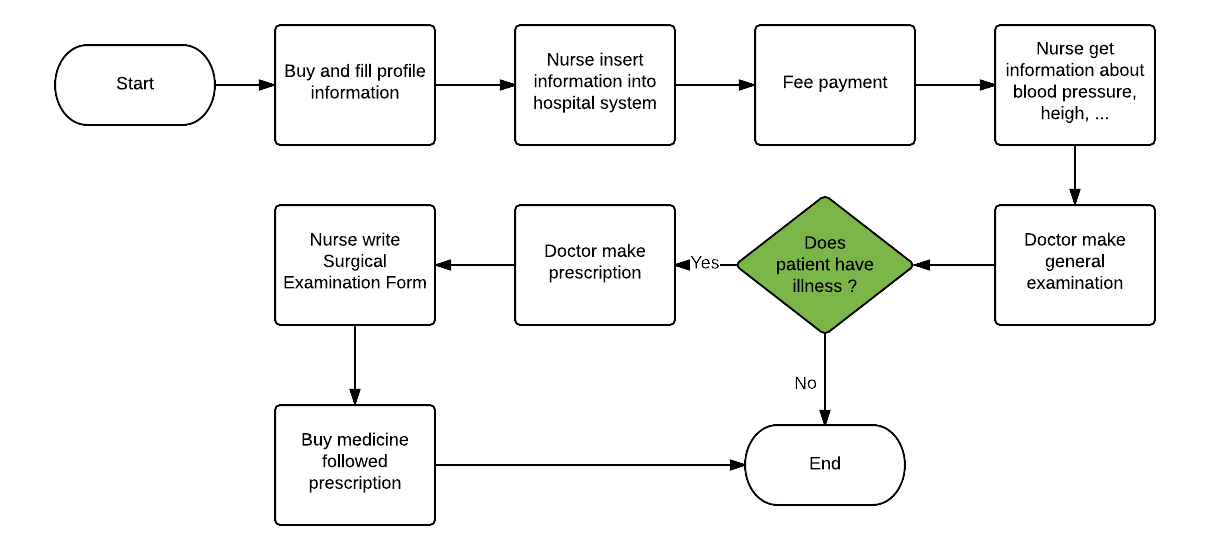 Start
Buy and fill profile
information
Nurse insert
information into
hospital system
Fee payment
Nurse get
information about
blood pressure,
heigh, ...
Doctor make
general
examination
Does
patient have
illness ?
Yes
Doctor make
prescription
Nurse write
Surgical
Examination Form
No
Buy medicine
followed
prescription
End